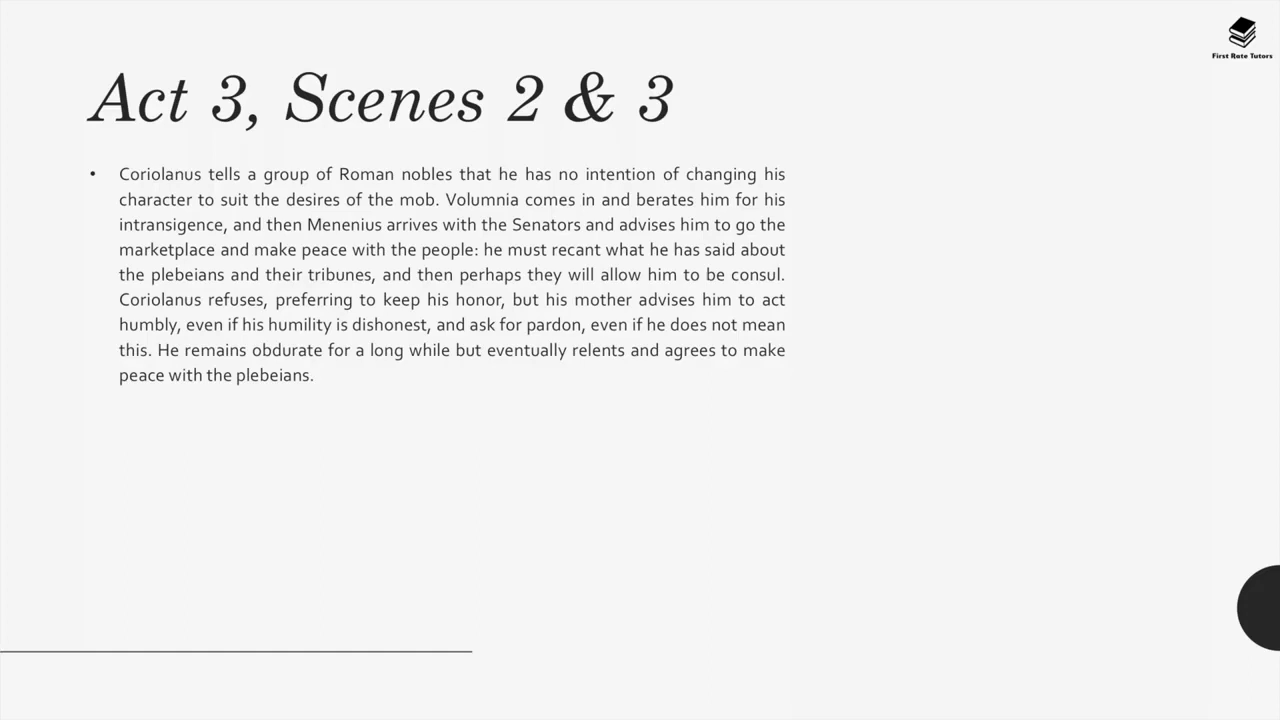 First Rate Tutors
Act 3, Scenes 2 & 3
• Coriolanus tells a group of Roman nobles that he has no intention of changing his
character to suit the desires of the mob. Volumnia comes in and berates him for his
intransigence, and then Menenius arrives with the Senators and advises him to go the
marketplace and make peace with the people: he must recant what he has said about
the plebeians and their tribunes, and then perhaps they will allow him to be consul.
Coriolanus refuses, preferring to keep his honor, but his mother advises him to act
humbly, even if his humility is dishonest, and ask for pardon, even if he does not mean
this. He remains obdurate for a long while but eventually relents and agrees to make
peace with the plebeians.